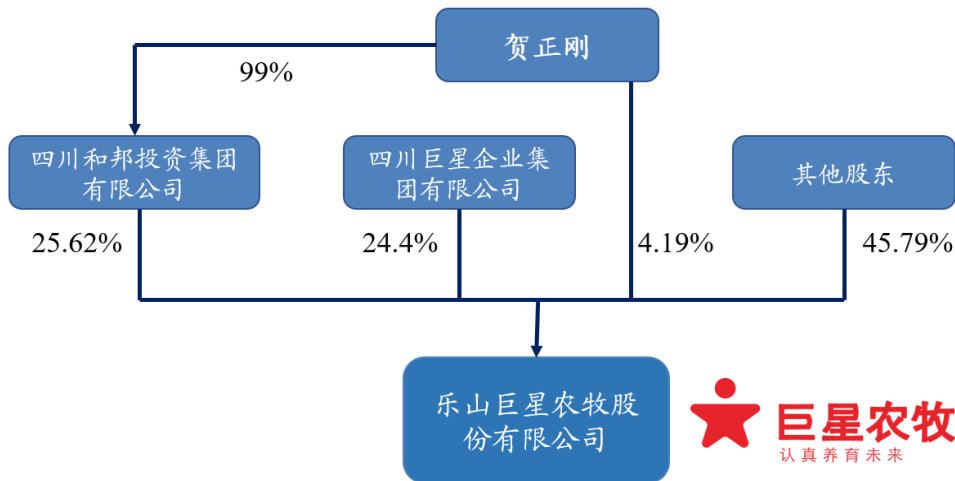 贺正刚
99%
四川和邦投资集团
有限公司
四川巨星企业集
团有限公司
其他股东
25.62%
24.4%
4.19%
45.79%
乐山巨星农牧股
份有限公司
巨星农牧
认真养育未来